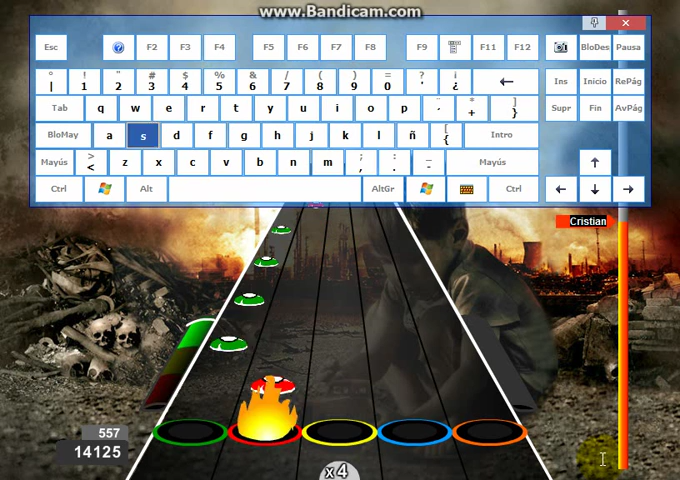 www.Bandicam.com
Esc F2 F3 F4 F5 F6 F7 F8 F9 F11 F12 BloDes Pausa
° | ! 1 " 2 # 3 $ 4 % 5 & 6 / 7 ( 8 ) 9 = 0 ? ' ¡ ¿ Ins Inicio RePág
Tab q w e r t y u i o p ¨ ´ * + ] } Supr Fin AvPág
BloMay a s d f g h j k l ñ [ { Intro
Mayús > < z x c v b n m ; , : . _ - Mayús
Ctrl Alt AltGr Ctrl
Cristian
557
14125
x4